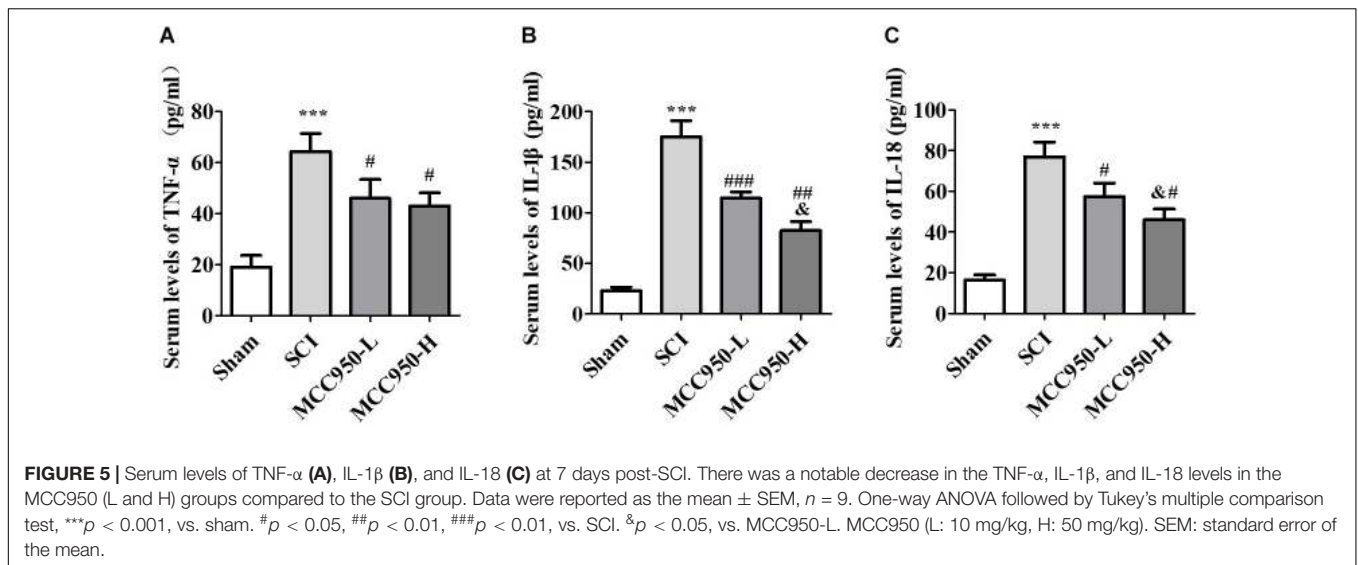 A
Serum levels of TNF-α (pg/ml)
80
60
40
20
0
***
#
#
Sham
SCI
MCC950-L
MCC950-H
B
Serum levels of IL-1β (pg/ml)
200
150
100
50
0
***
###
##
&
Sham
SCI
MCC950-L
MCC950-H
C
Serum levels of IL-18 (pg/ml)
100
80
60
40
20
0
***
#
&#
Sham
SCI
MCC950-L
MCC950-H
FIGURE 5 | Serum levels of TNF-α (A), IL-1β (B), and IL-18 (C) at 7 days post-SCI. There was a notable decrease in the TNF-α, IL-1β, and IL-18 levels in the
MCC950 (L and H) groups compared to the SCI group. Data were reported as the mean ± SEM, n = 9. One-way ANOVA followed by Tukey's multiple comparison
test, ***p < 0.001, vs. sham. #p < 0.05, ##p < 0.01, ###p < 0.01, vs. SCI. &p < 0.05, vs. MCC950-L. MCC950 (L: 10 mg/kg, H: 50 mg/kg). SEM: standard error of
the mean.